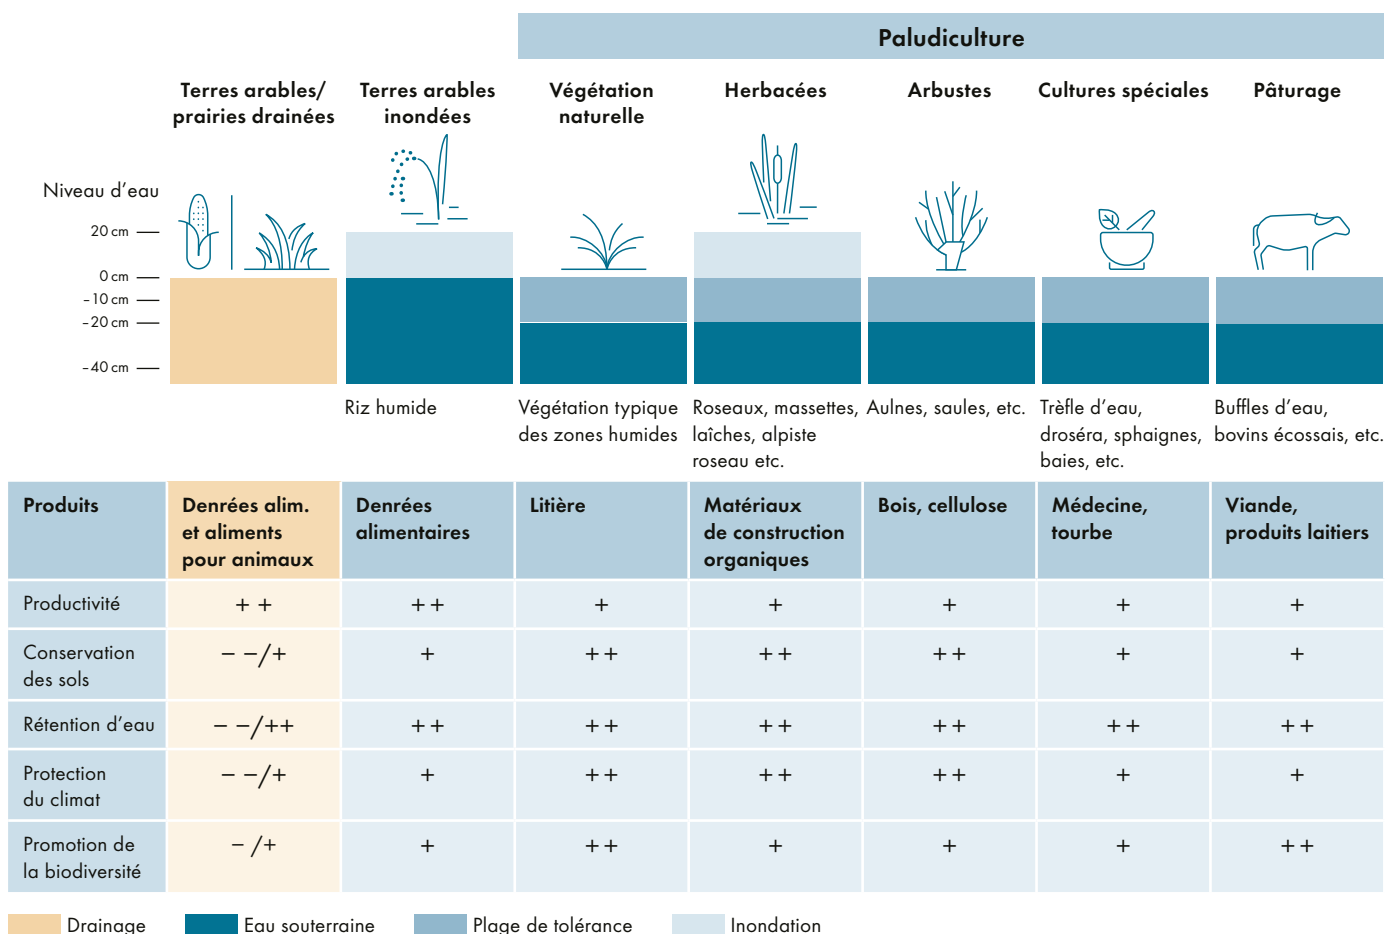 Paludiculture
Terres arables/
prairies drainées
Terres arables
inondées
Végétation
naturelle
Herbacées
Arbustes
Cultures spéciales
Pâturage
Niveau d’eau
20 cm
0 cm
–10 cm
–20 cm
–40 cm
Riz humide
Végétation typique
des zones humides
Roseaux, massettes,
laîches, alpiste
roseau etc.
Aulnes, saules, etc.
Trèfle d’eau,
droséra, sphaignes,
baies, etc.
Buffles d’eau,
bovins écossais, etc.
Produits
Denrées alim.
et aliments
pour animaux
Denrées
alimentaires
Litière
Matériaux
de construction
organiques
Bois, cellulose
Médecine,
tourbe
Viande,
produits laitiers
Productivité
+ + ++ + + + + +
Conservation
des sols
– –/+ + ++ ++ ++ + +
Rétention d’eau
– –/++ ++ ++ ++ ++ ++ ++
Protection
du climat
– –/+ + ++ ++ ++ + +
Promotion de
la biodiversité
– /+ + ++ + + + ++
Drainage
Eau souterraine
Plage de tolérance
Inondation